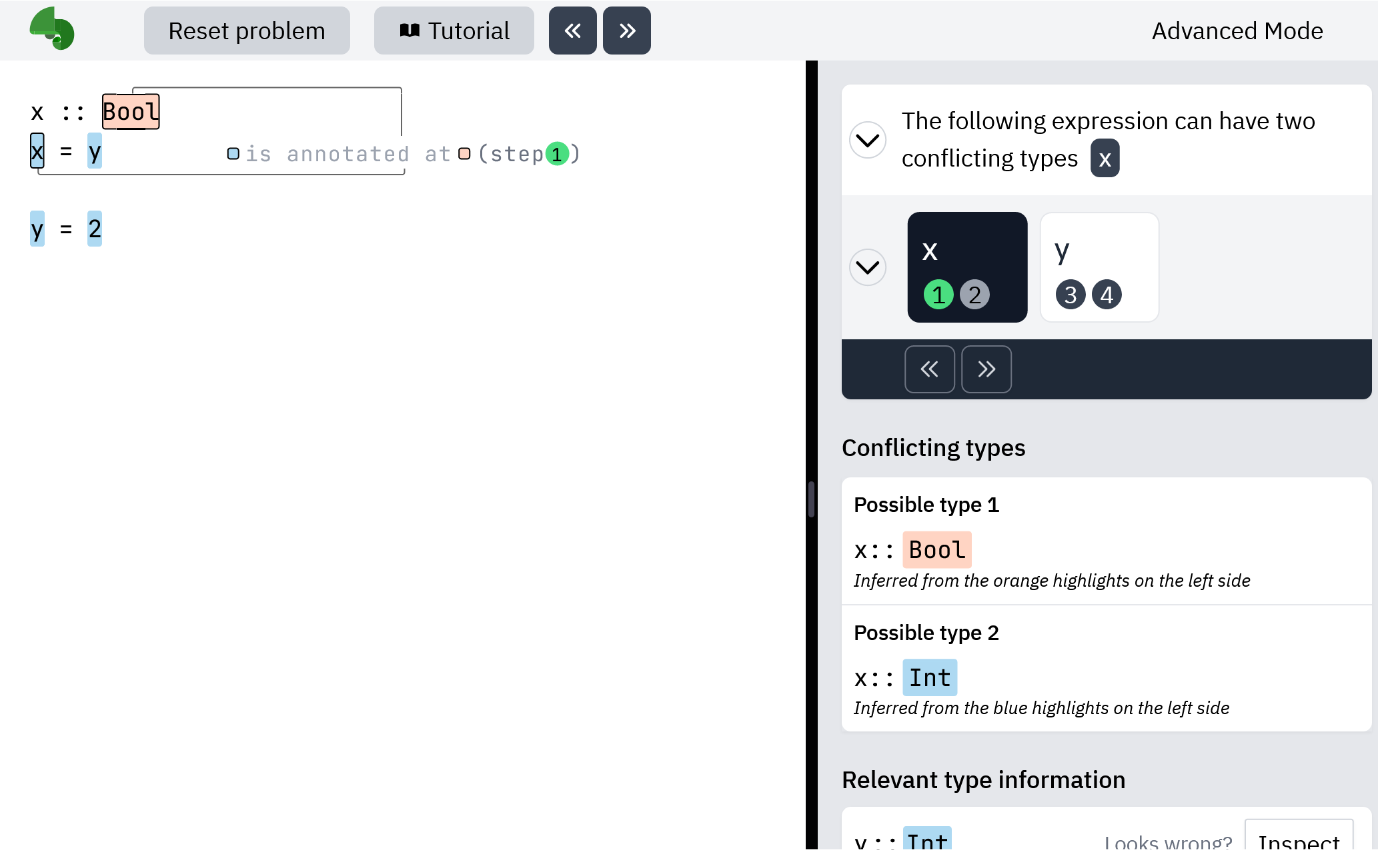 Reset problem
Tutorial
«
»
Advanced Mode
x :: Bool
x = y
is annotated at (step 1)
y = 2
The following expression can have two
conflicting types x
x
1 2
y
3 4
«
»
Conflicting types
Possible type 1
x:: Bool
Inferred from the orange highlights on the left side
Possible type 2
x:: Int
Inferred from the blue highlights on the left side
Relevant type information
y:: Int
Looks wrong?
Inspect